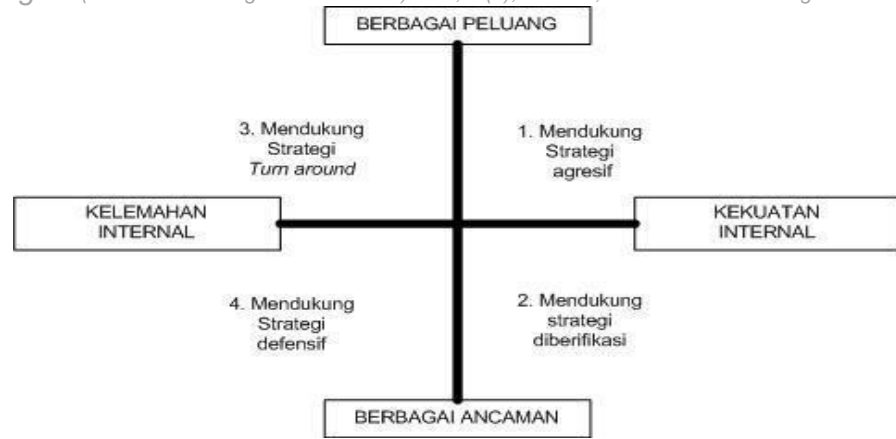 BERBAGAI PELUANG
3. Mendukung
Strategi
Turn around
1. Mendukung
Strategi
agresif
KELEMAHAN
INTERNAL
KEKUATAN
INTERNAL
4. Mendukung
Strategi
defensif
2. Mendukung
strategi
diberifikasi
BERBAGAI ANCAMAN